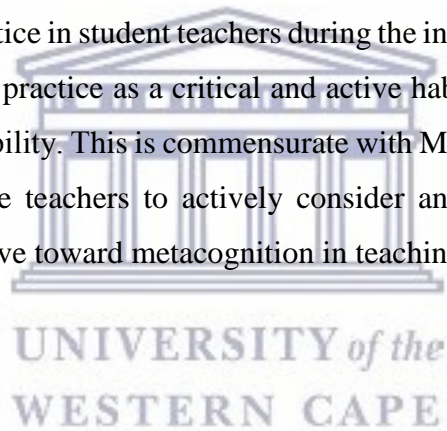 tice in student teachers during the in
practice as a critical and active hab
bility. This is commensurate with M
e teachers to actively consider an
ve toward metacognition in teachin
UNIVERSITY of the
WESTERN CAPE